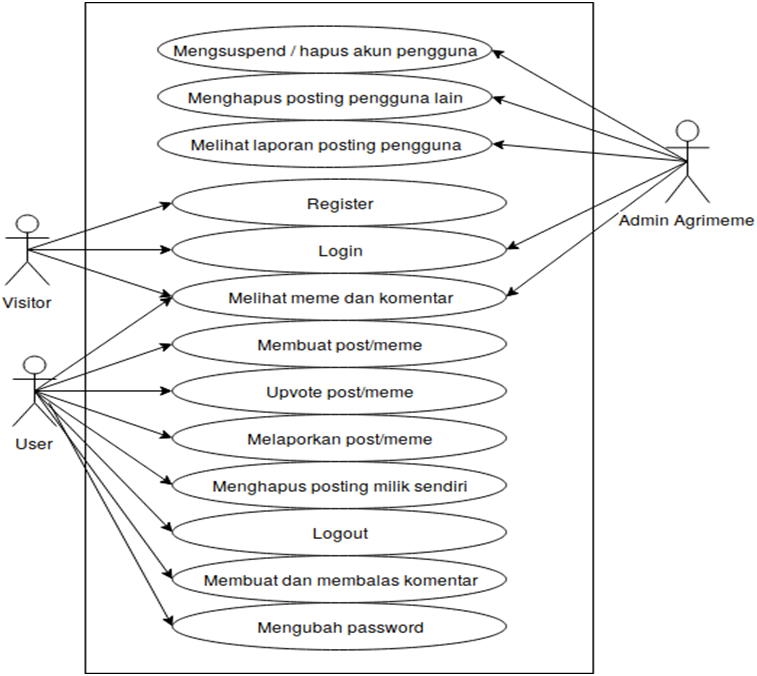 Mengsuspend / hapus akun pengguna
Menghapus posting pengguna lain
Melihat laporan posting pengguna
Register
Login
Melihat meme dan komentar
Membuat post/meme
Upvote post/meme
Melaporkan post/meme
Menghapus posting milik sendiri
Logout
Membuat dan membalas komentar
Mengubah password
Visitor
User
Admin Agrimeme